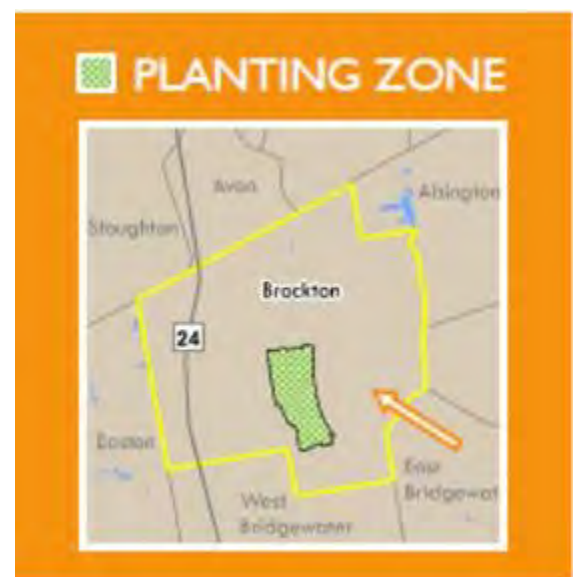 PLANTING ZONE
Avon
Abington
Stoughton
Brockton
24
Easton
East
Bridgewat
West
Bridgewater